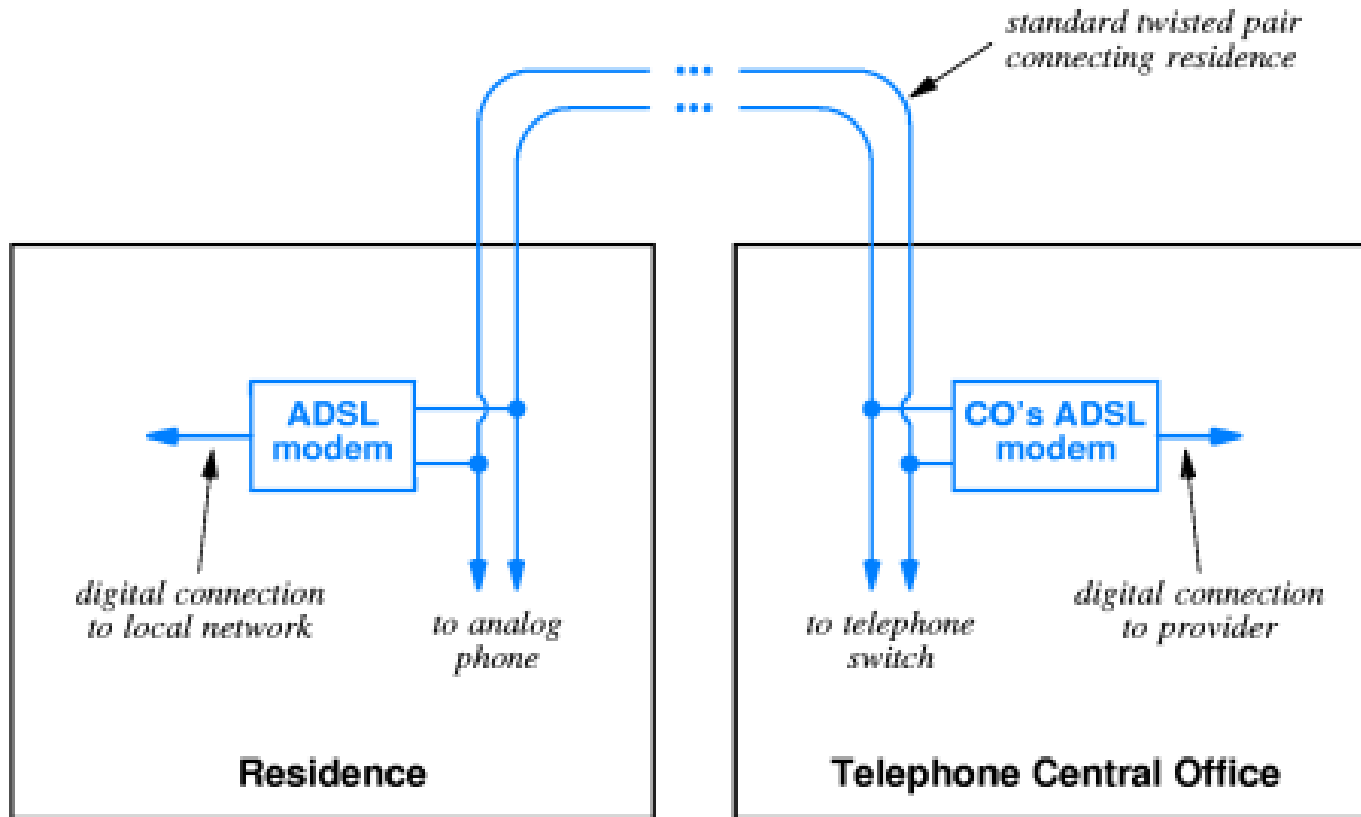 standard twisted pair
connecting residence
•••
•••
ADSL
modem
CO's ADSL
modem
digital connection
to local network
to analog
phone
to telephone
switch
digital connection
to provider
Residence
Telephone Central Office